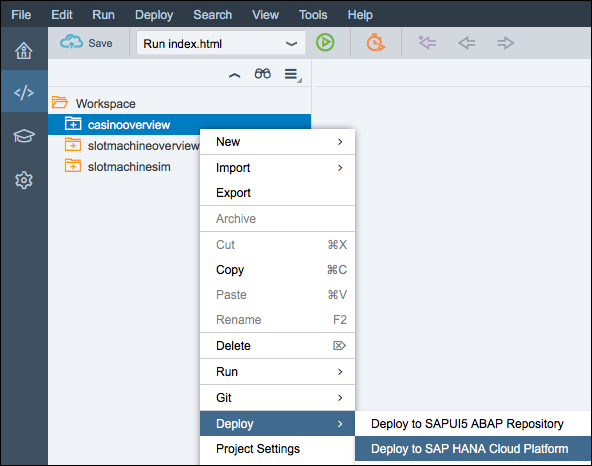 File Edit Run Deploy Search View Tools Help
Save Run index.html
Workspace
casinooverview
slotmachineoverview
slotmachinesim
New
Import
Export
Archive
Cut ⌘X
Copy ⌘C
Paste ⌘V
Rename F2
Delete ⌦
Run
Git
Deploy
Deploy to SAPUI5 ABAP Repository
Project Settings
Deploy to SAP HANA Cloud Platform